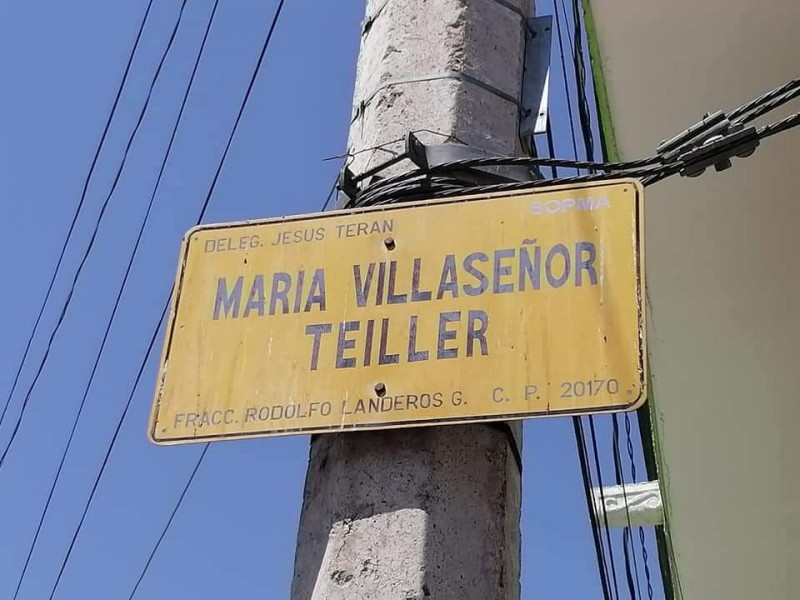 SOPMA
DELEG. JESUS TERAN
MARIA VILLASEÑOR
TEILLER
FRACC. RODOLFO LANDEROS G. C. P. 20170